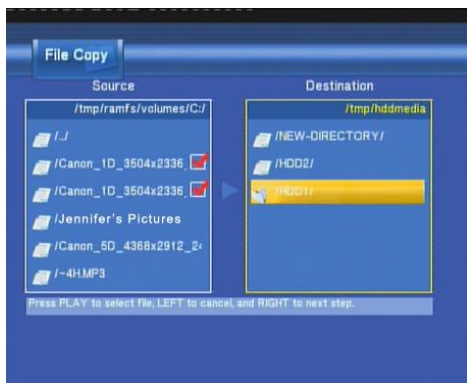 File Copy
Source
Destination
/tmp/ramfs/volumes/C:/
/../
/Canon_1D_3504x2336_
/Canon_1D_3504x2336_
/Jennifer's Pictures
/Canon_5D_4368x2912_2
/~4H.MP3
/tmp/hddmedia
/NEW-DIRECTORY/
/HDD2/
/HDD1/
Press PLAY to select file, LEFT to cancel, and RIGHT to next step.